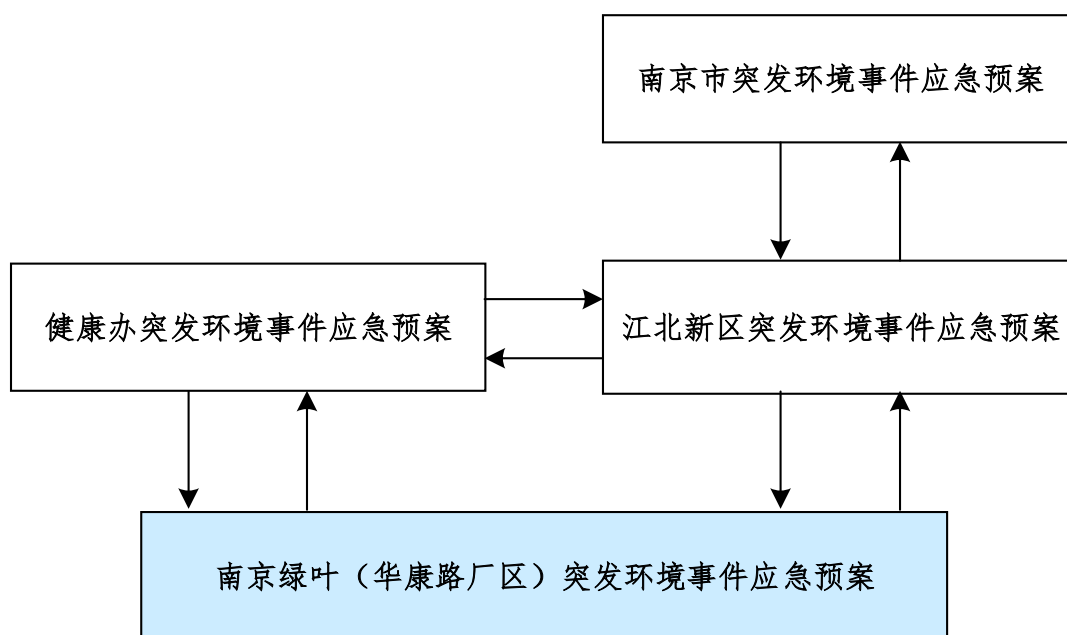 南京市突发环境事件应急预案
健康办突发环境事件应急预案
江北新区突发环境事件应急预案
南京绿叶（华康路厂区）突发环境事件应急预案